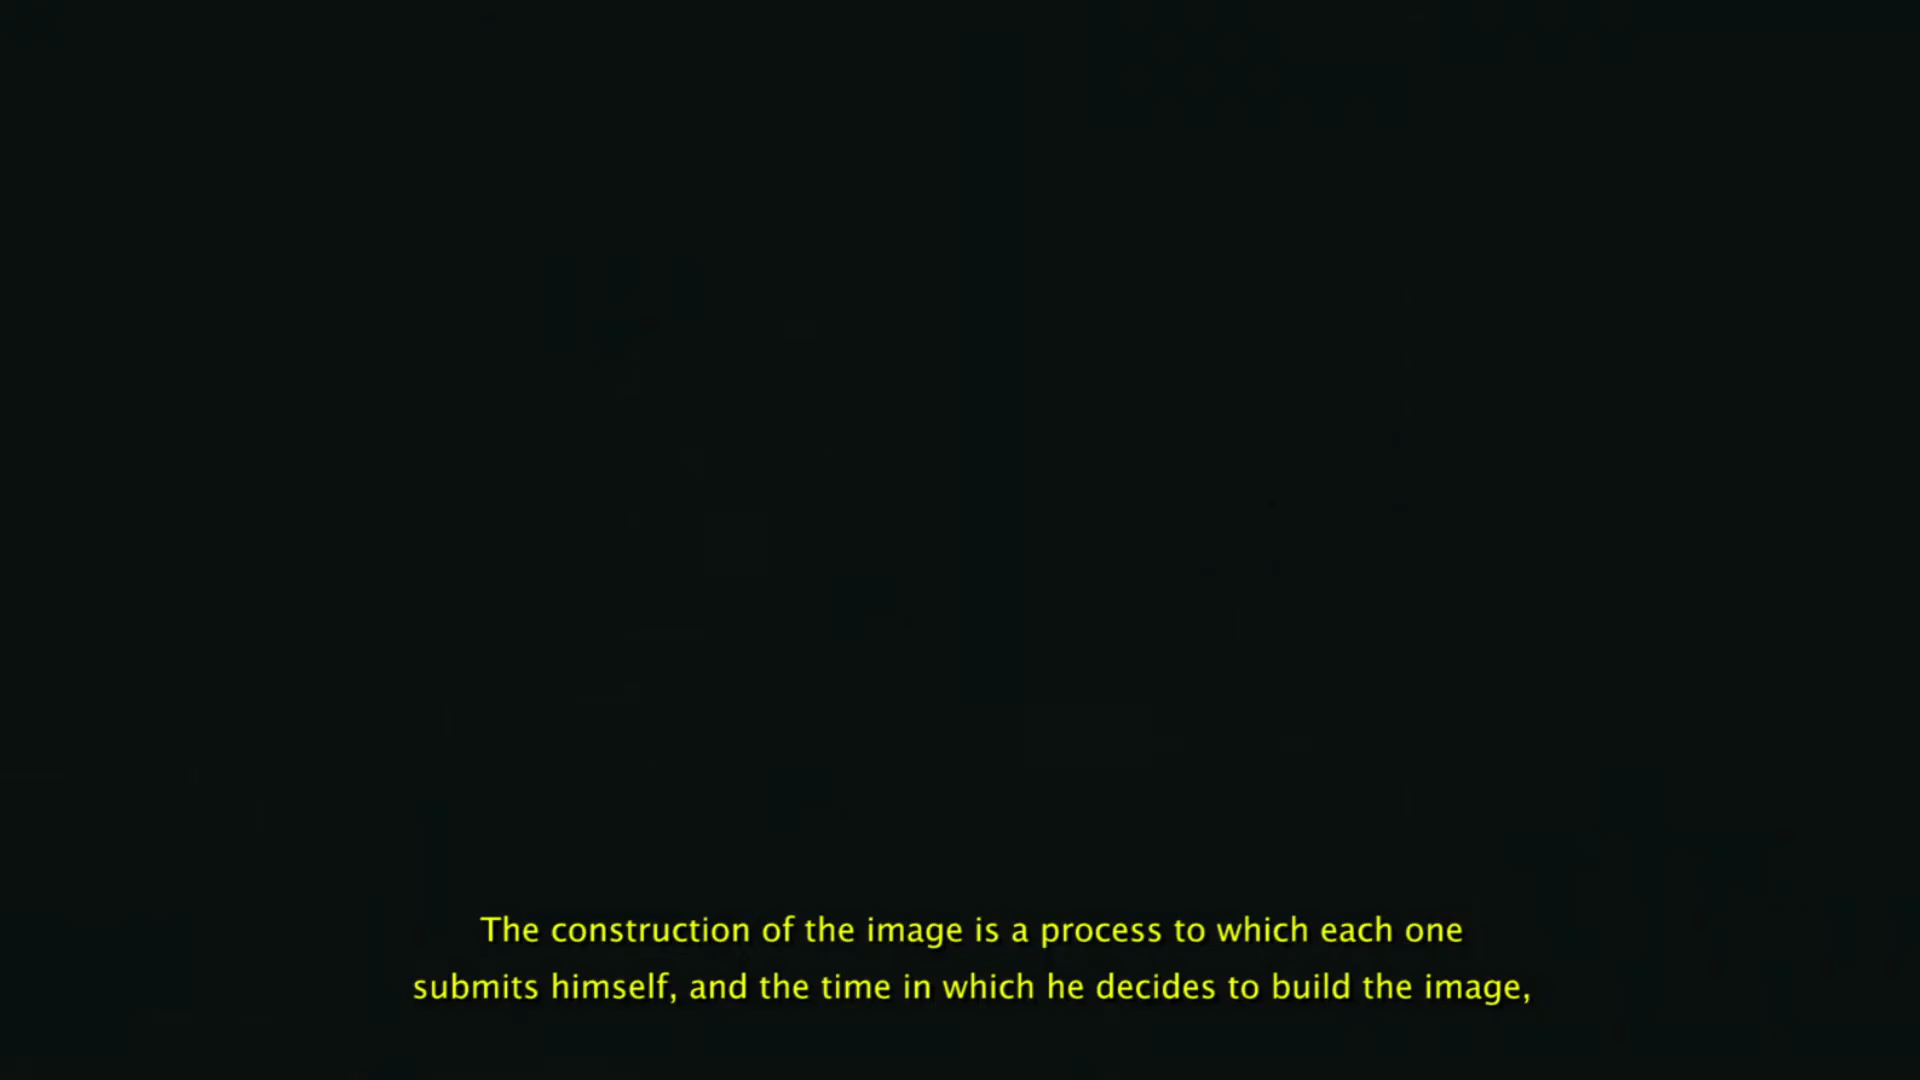 The construction of the image is a process to which each one
submits himself, and the time in which he decides to build the image,